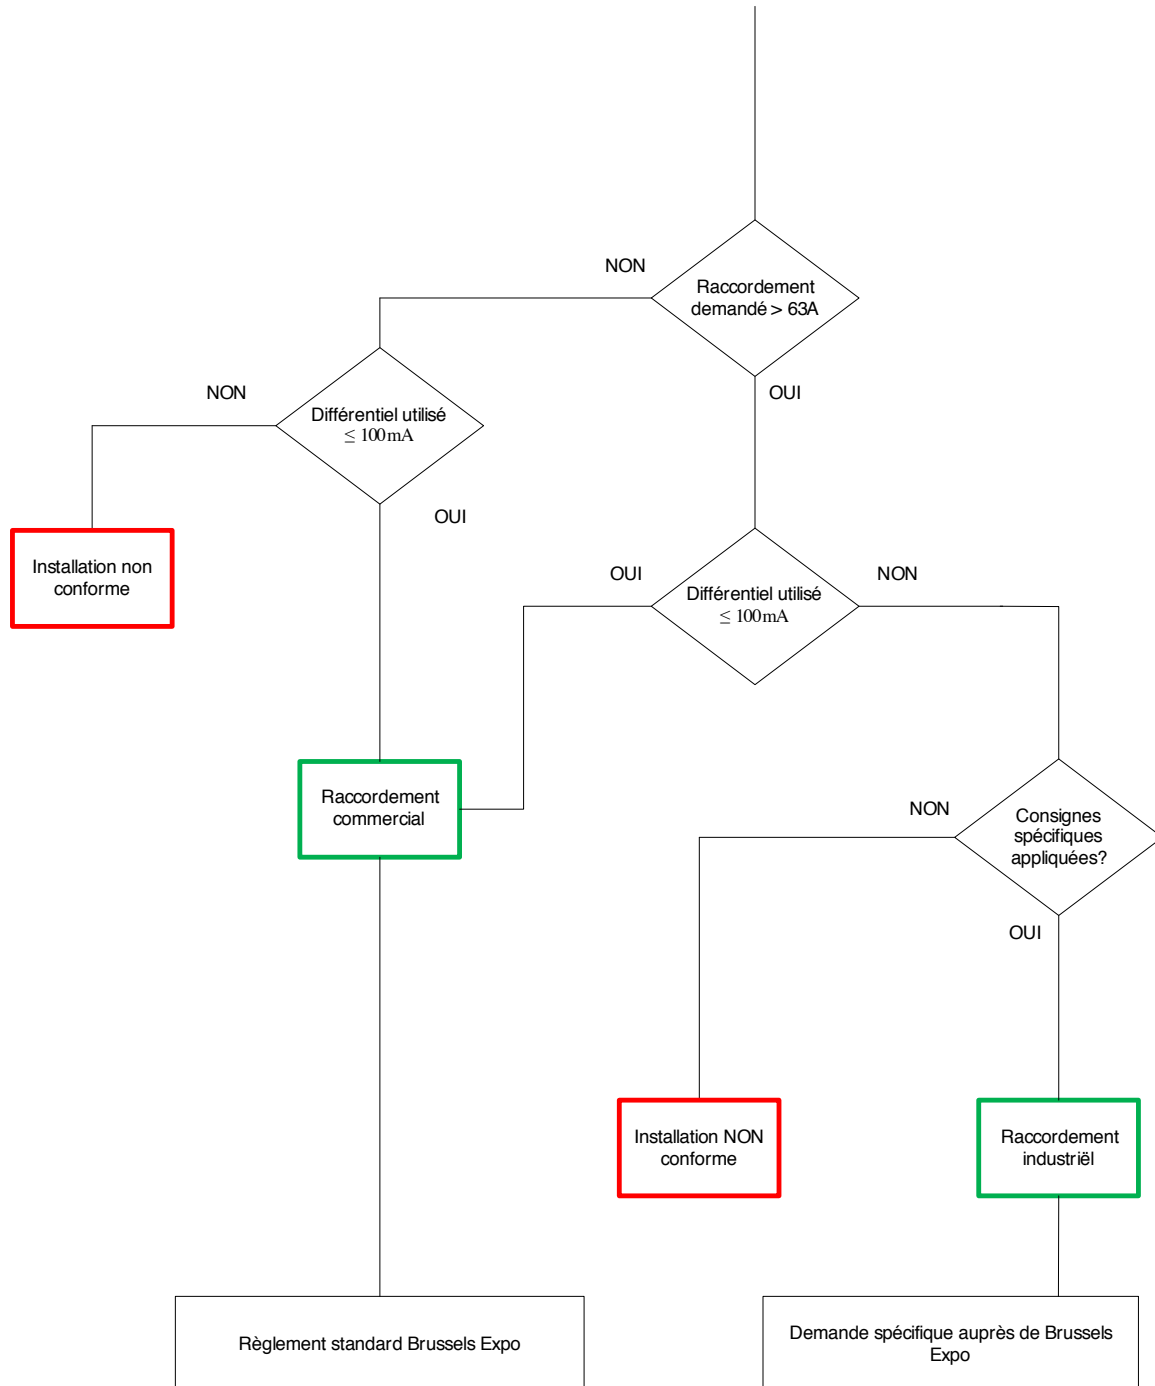 NON
Raccordement
demandé > 63A
NON
OUI
Différentiel utilisé
≤ 100mA
OUI
Installation non
conforme
OUI
NON
Différentiel utilisé
≤ 100mA
Raccordement
commercial
NON
Consignes
spécifiques
appliquées?
OUI
Installation NON
conforme
Raccordement
industriël
Règlement standard Brussels Expo
Demande spécifique auprès de Brussels
Expo